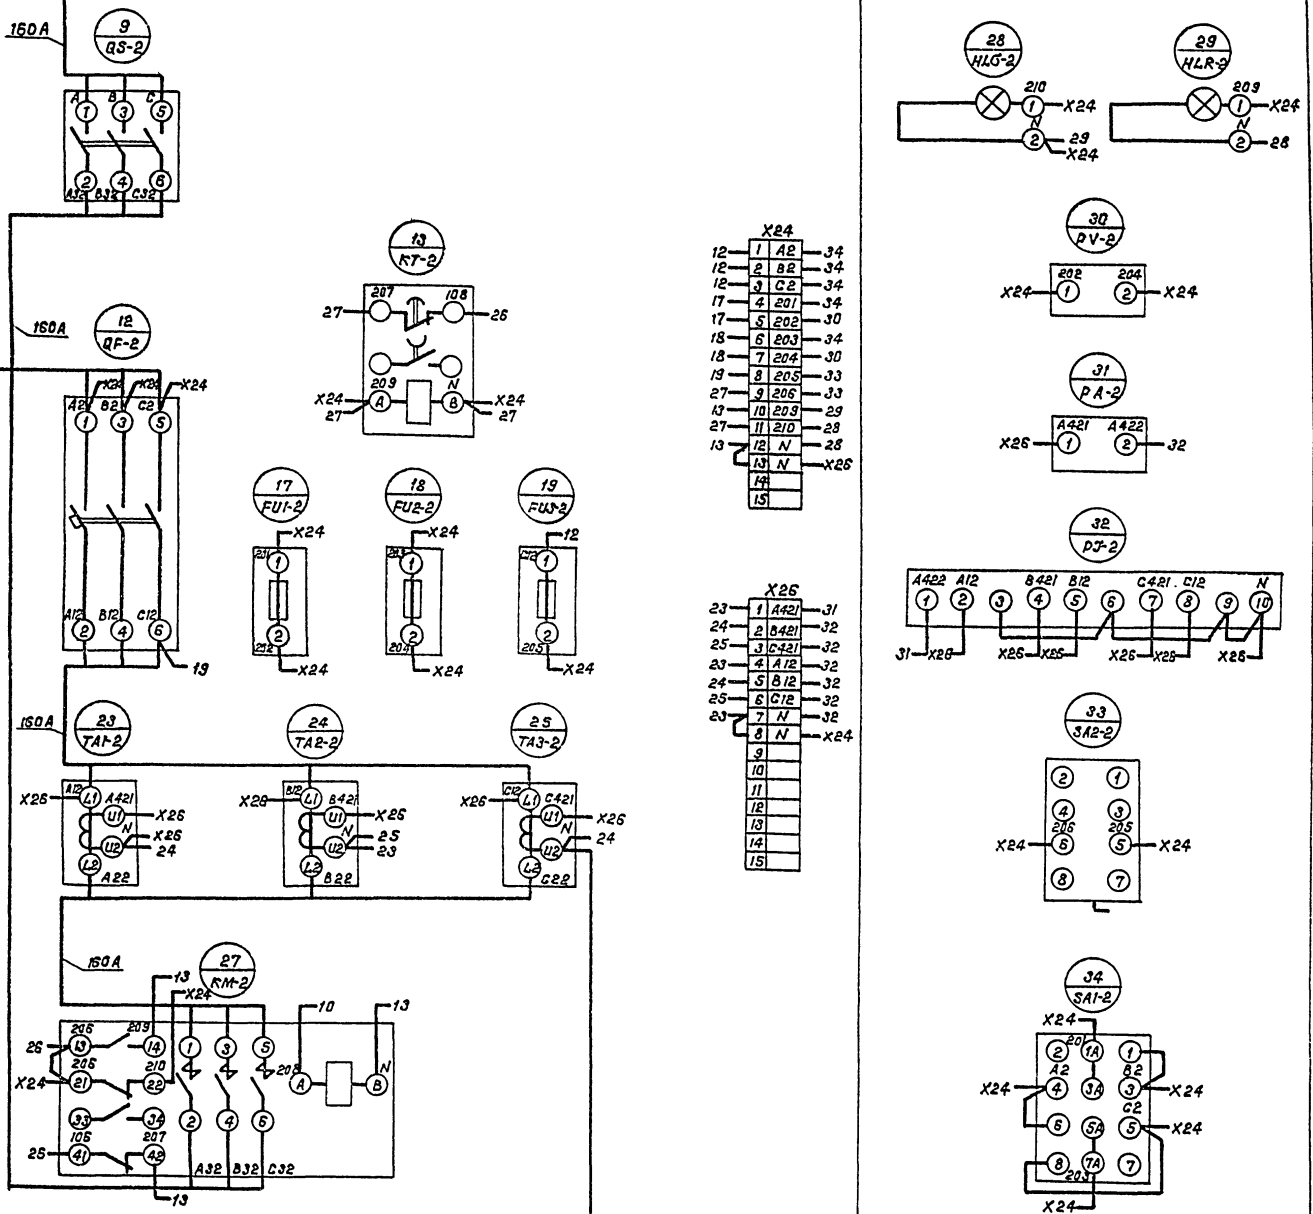 160A
9
QS-2
A B C
1 3 5
2 4 6
A32 B32 C32
160A
12
QF-2
X24 X24 X24
A2 B2 C2
1 3 5
A12 B12 C12
2 4 6
19
13
KT-2
207 108
27 26
209 N
X24 A B X24
27 27
17
FU1-2
X24
201
1
2
202
X24
18
FU2-2
X24
203
1
2
204
X24
19
FU3-2
12
C12
1
2
205
X24
160A
23
TA1-2
A12
X26 L1 A421
U1 X26
N X26
U2 24
L2
A22
24
TA2-2
B12
X26 L1 B421
U1 X26
N 25
U2 23
L2
B22
25
TA3-2
C12
X26 L1 C421
U1 X26
N 24
U2
L2
C22
160A
27
KM-2
13
X24
10 13
206 209
26 13 14 1 3 5
206 210 208 N
X24 21 22 A B
33 34 2 4 6
106 207
26 41 42
A32 B32 C32
13
X24
12 1 A2 34
12 2 B2 34
12 3 C2 34
17 4 201 34
17 5 202 30
18 6 203 34
18 7 204 30
19 8 205 33
27 9 206 33
13 10 209 29
27 11 210 28
13 12 N 28
13 N X26
14
15
X26
23 1 A421 31
24 2 B421 32
25 3 C421 32
23 4 A12 32
24 5 B12 32
25 6 C12 32
23 7 N 32
8 N X24
9
10
11
12
13
14
15
28
HLG-2
210
1 X24
N
2 29
X24
29
HLR-2
209
1 X24
N
2 28
30
PV-2
202 204
X24 1 2 X24
31
PA-2
A421 A422
X26 1 2 32
32
PJ-2
A422 A12 B421 B12 C421 C12 N
1 2 3 4 5 6 7 8 9 10
31 X26 X26 X26 X26 X26 X26
33
SA2-2
2 1
4 3
206 205
X24 6 5 X24
8 7
34
SA1-2
X24
201
2 1A 1
A2 B2
X24 4 3A 3 X24
C2
6 5A 5 X24
8 7A 7
203
X24